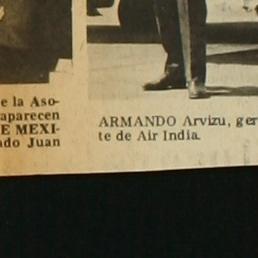 e la Aso-
aparecen
E MEXI-
ado Juan
ARMANDO Arvizu, ger
te de Air India.